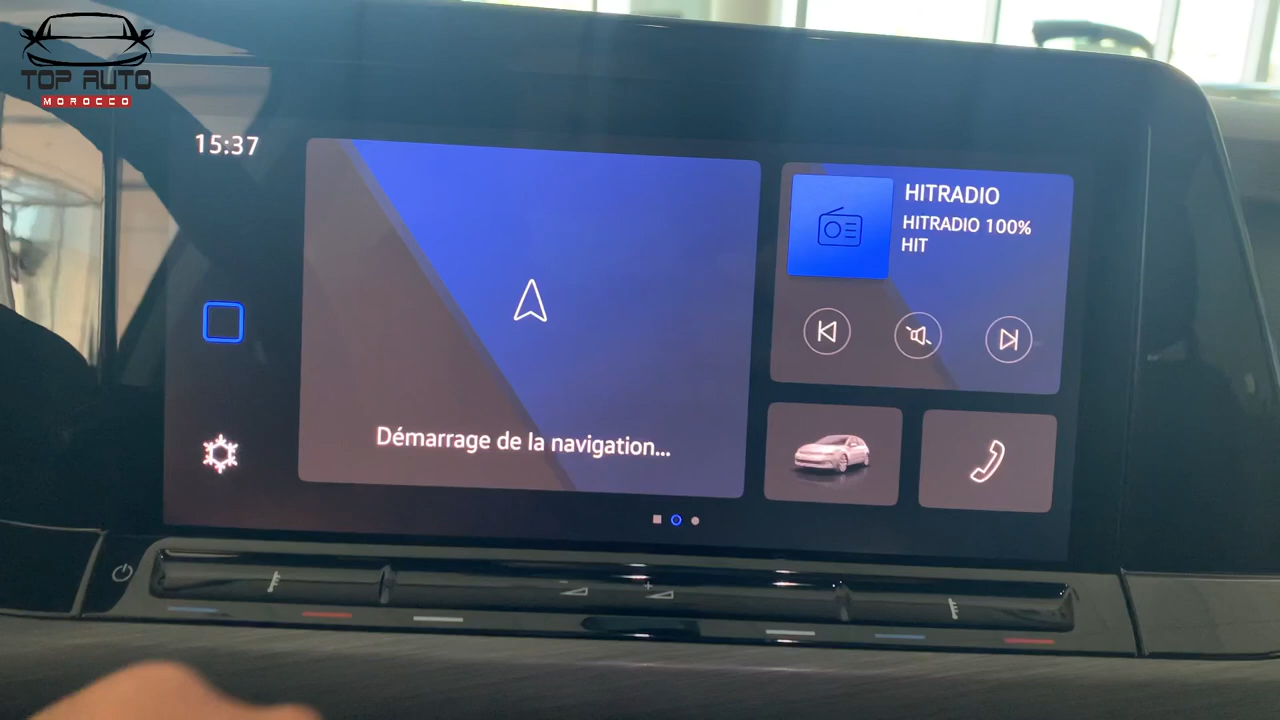 TOP AUTO
MOROCCO
15:37
HITRADIO
HITRADIO 100%
HIT
Démarrage de la navigation...